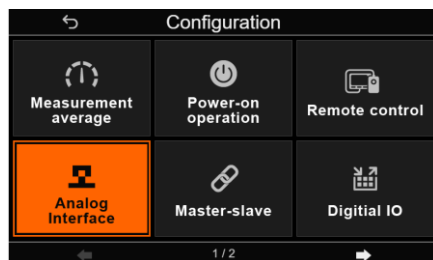 Configuration
Measurement
average
Power-on
operation
Remote control
Analog
Interface
Master-slave
Digitial IO
1 / 2